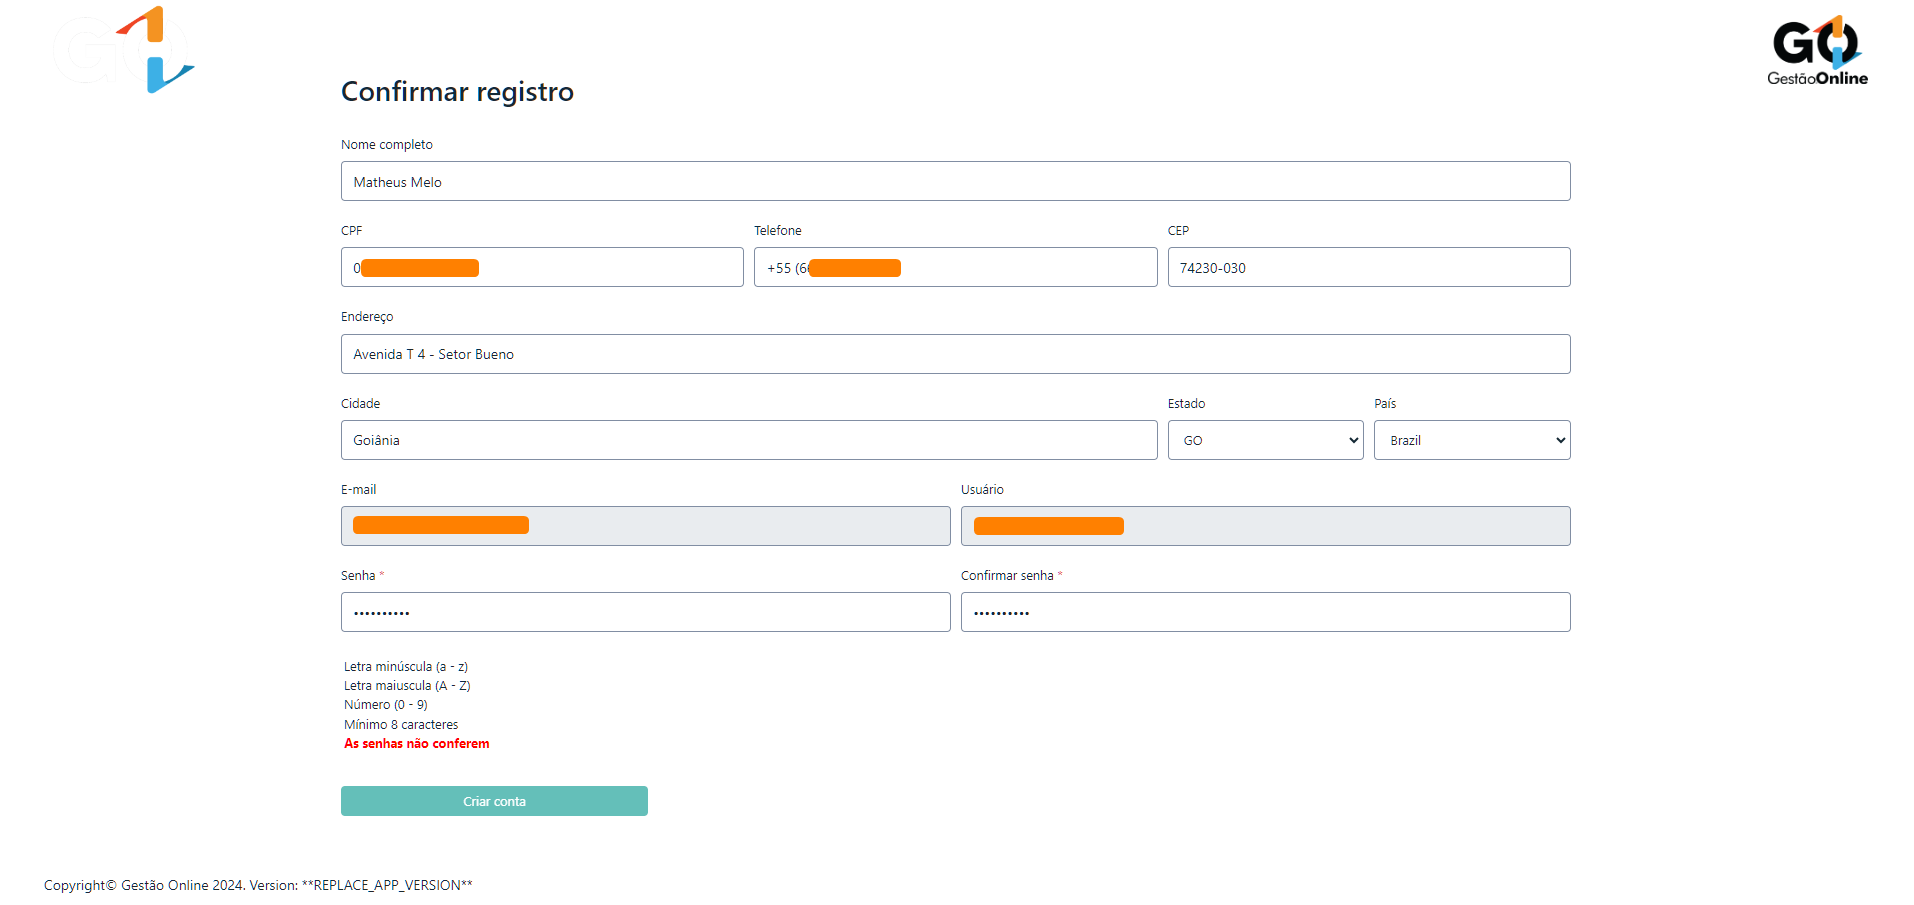 GO
GestãoOnline
Confirmar registro
Nome completo
Matheus Melo
CPF Telefone CEP
0 +55 (6 74230-030
Endereço
Avenida T 4 - Setor Bueno
Cidade Estado País
Goiânia GO Brazil
E-mail Usuário
Senha * Confirmar senha *
•••••••••• ••••••••••
Letra minúscula (a - z)
Letra maiuscula (A - Z)
Número (0 - 9)
Mínimo 8 caracteres
As senhas não conferem
Criar conta
Copyright© Gestão Online 2024. Version: **REPLACE_APP_VERSION**